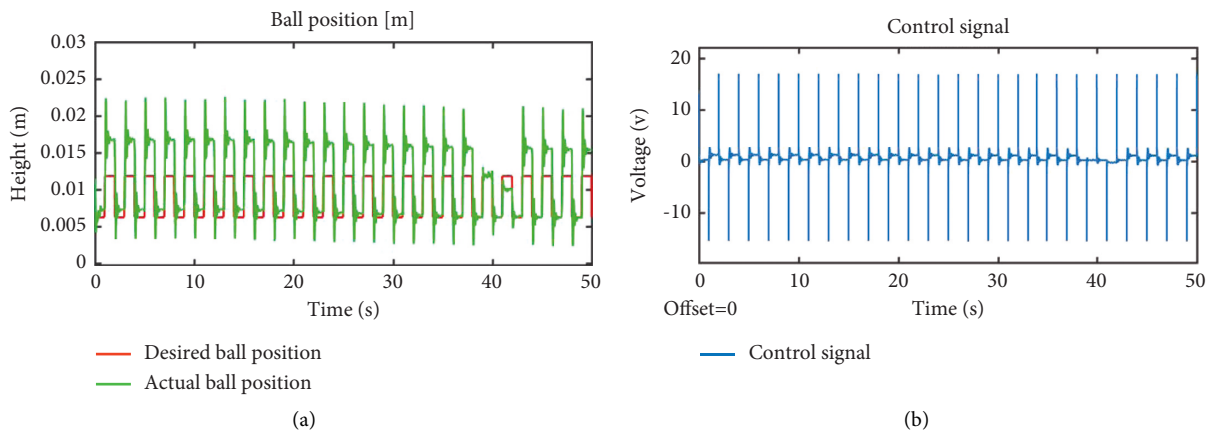 Ball position [m]
0.03
0.025
0.02
0.015
0.01
0.005
0
Height (m)
0 10 20 30 40 50
Time (s)
Desired ball position
Actual ball position
(a)
Control signal
20
10
0
-10
Voltage (v)
0 10 20 30 40 50
Offset=0 Time (s)
Control signal
(b)